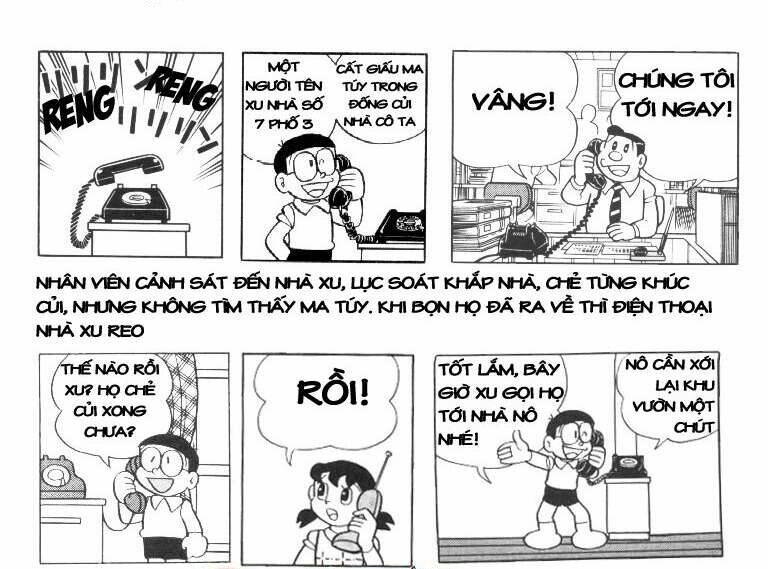 RENG
RENG
MỘT
NGƯỜI TÊN
XU NHÀ SỐ
7 PHỐ 3
CẤT GIẤU MA
TÚY TRONG
ĐỐNG CỦI
NHÀ CÔ TA
VÂNG!
CHÚNG TÔI
TỚI NGAY!
NHÂN VIÊN CẢNH SÁT ĐẾN NHÀ XU, LỤC SOÁT KHẮP NHÀ, CHẺ TỪNG KHÚC
CỦI, NHƯNG KHÔNG TÌM THẤY MA TÚY. KHI BỌN HỌ ĐÃ RA VỀ THÌ ĐIỆN THOẠI
NHÀ XU REO
THẾ NÀO RỒI
XU? HỌ CHẺ
CỦI XONG
CHƯA?
RỒI!
TỐT LẮM, BÂY
GIỜ XU GỌI HỌ
TỚI NHÀ NÔ
NHÉ!
NÔ CẦN XỚI
LẠI KHU
VƯỜN MỘT
CHÚT